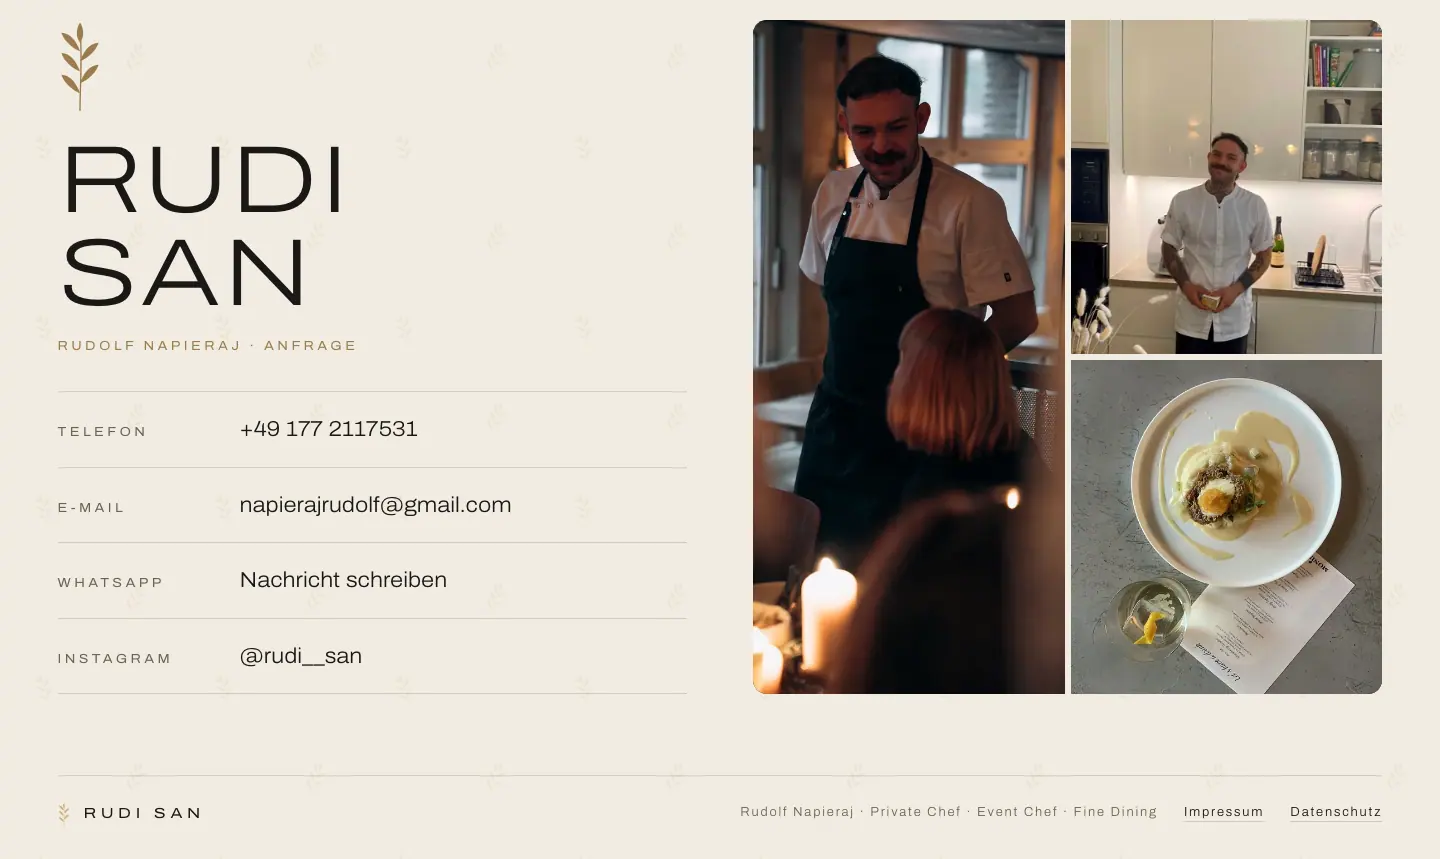 RUDI
SAN
RUDOLF NAPIERAJ · ANFRAGE
TELEFON +49 177 2117531
E-MAIL napierajrudolf@gmail.com
WHATSAPP Nachricht schreiben
INSTAGRAM @rudi__san
RUDI SAN
Rudolf Napieraj · Private Chef · Event Chef · Fine Dining Impressum Datenschutz